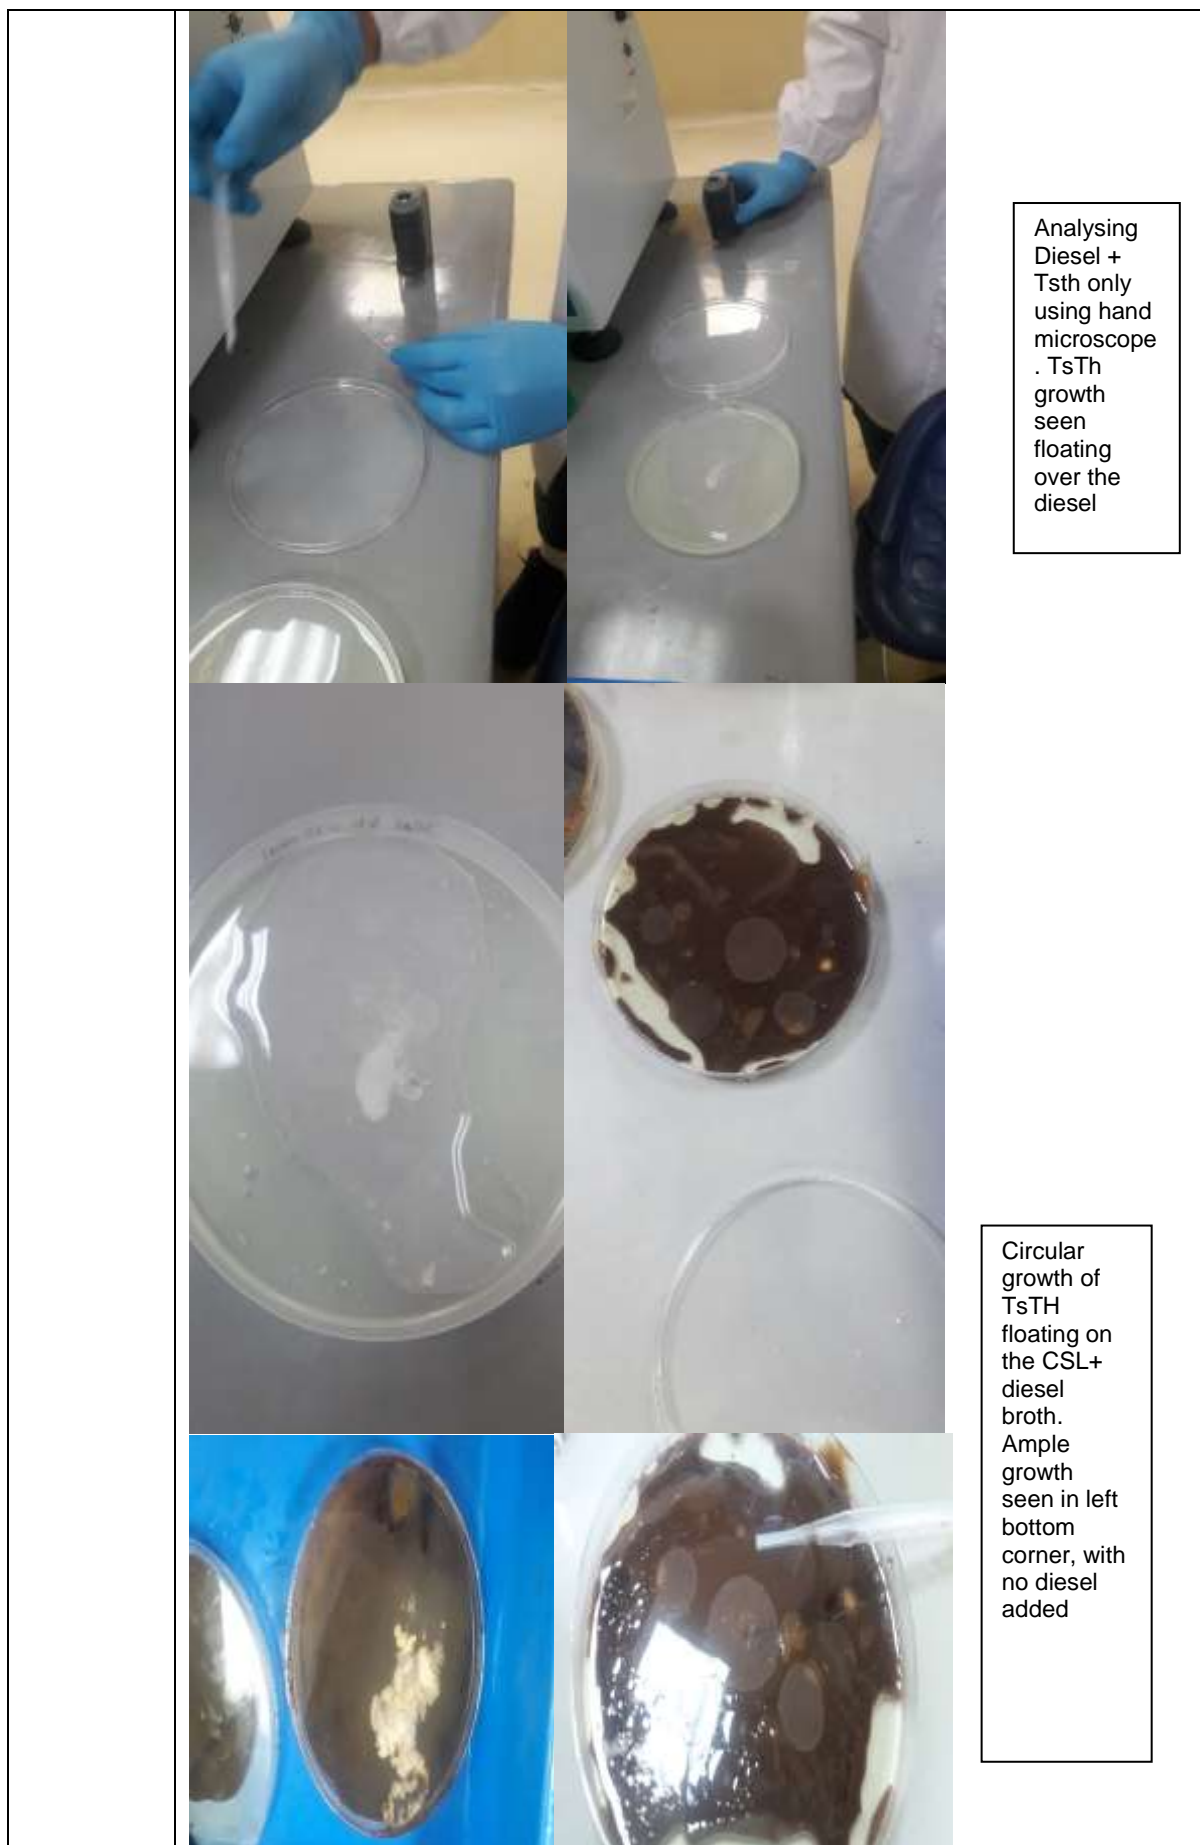 Analysing
Diesel +
Tsth only
using hand
microscope
. TsTh
growth
seen
floating
over the
diesel
Circular
growth of
TsTH
floating on
the CSL+
diesel
broth.
Ample
growth
seen in left
bottom
corner, with
no diesel
added